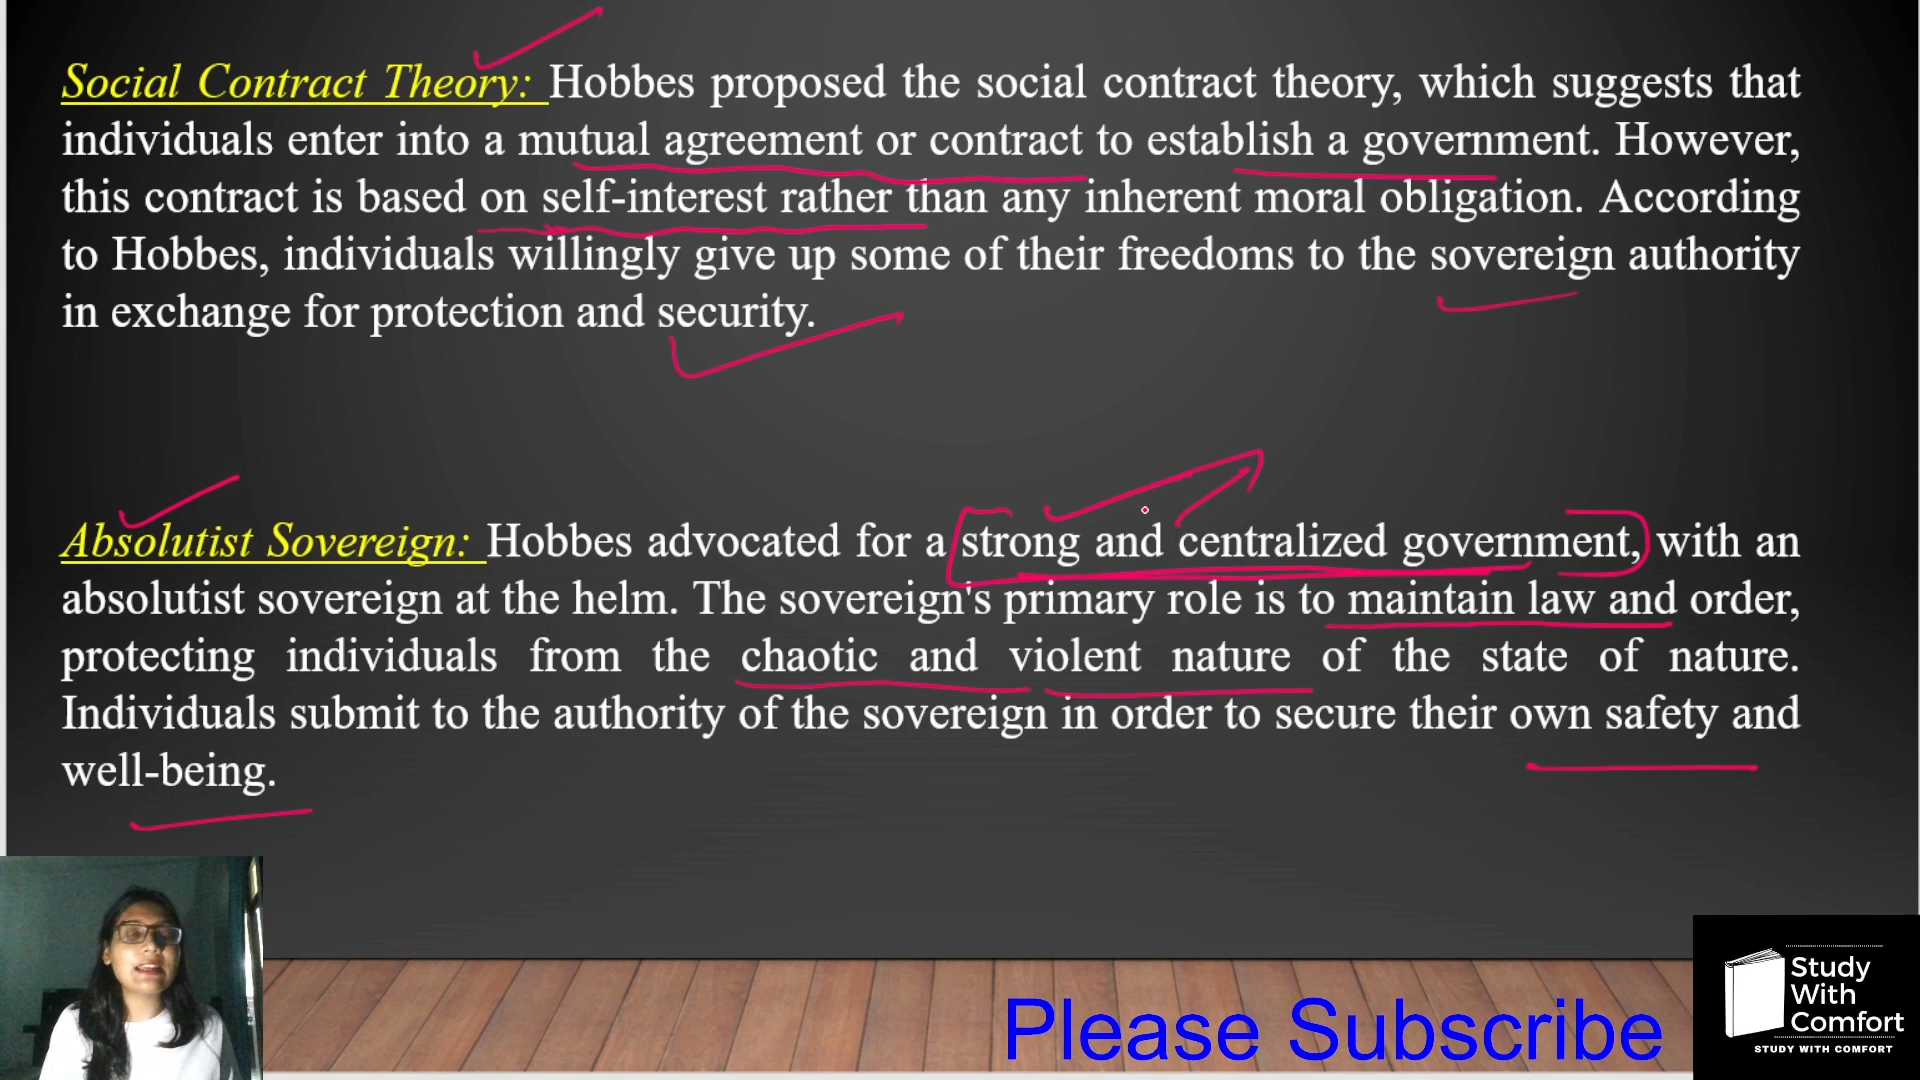 Social Contract Theory: Hobbes proposed the social contract theory, which suggests that
individuals enter into a mutual agreement or contract to establish a government. However,
this contract is based on self-interest rather than any inherent moral obligation. According
to Hobbes, individuals willingly give up some of their freedoms to the sovereign authority
in exchange for protection and security.
Absolutist Sovereign: Hobbes advocated for a strong and centralized government, with an
absolutist sovereign at the helm. The sovereign's primary role is to maintain law and order,
protecting individuals from the chaotic and violent nature of the state of nature.
Individuals submit to the authority of the sovereign in order to secure their own safety and
well-being.
Please Subscribe
Study
With
Comfort
STUDY WITH COMFORT